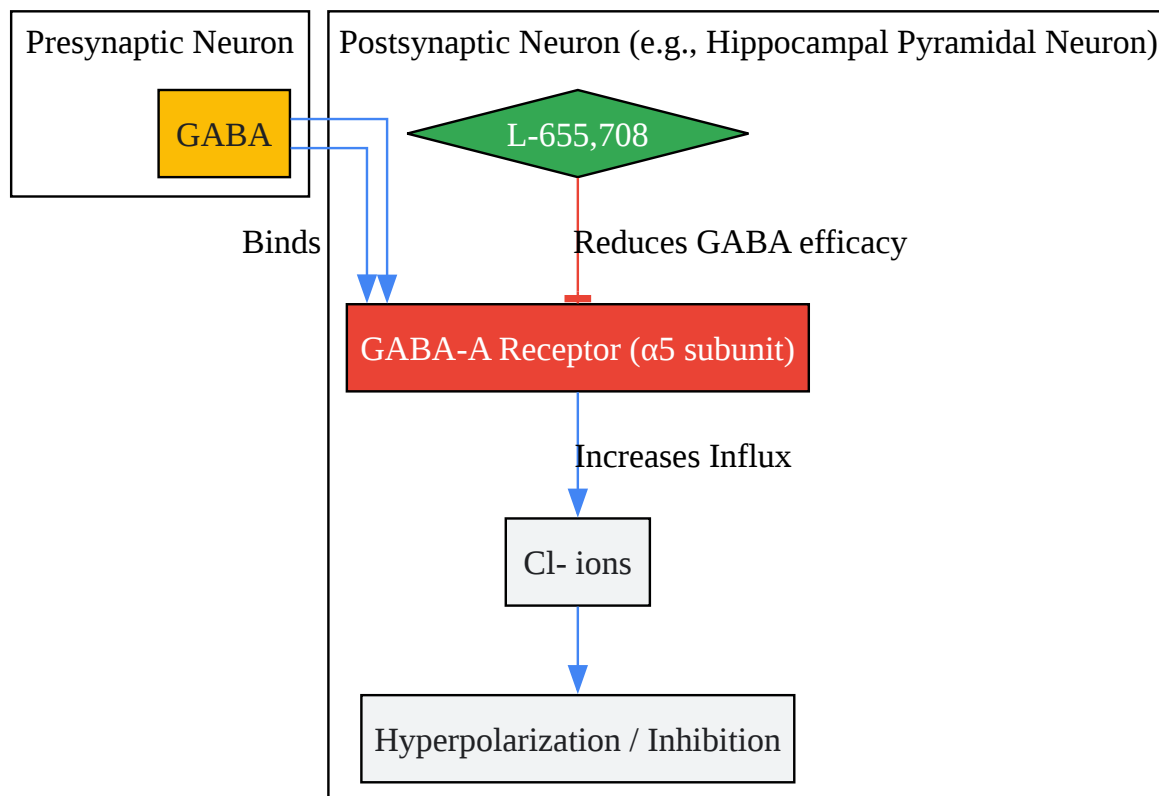 Presynaptic Neuron
Postsynaptic Neuron (e.g., Hippocampal Pyramidal Neuron)
GABA
L-655,708
Binds
Reduces GABA efficacy
GABA-A Receptor (α5 subunit)
Increases Influx
Cl- ions
Hyperpolarization / Inhibition